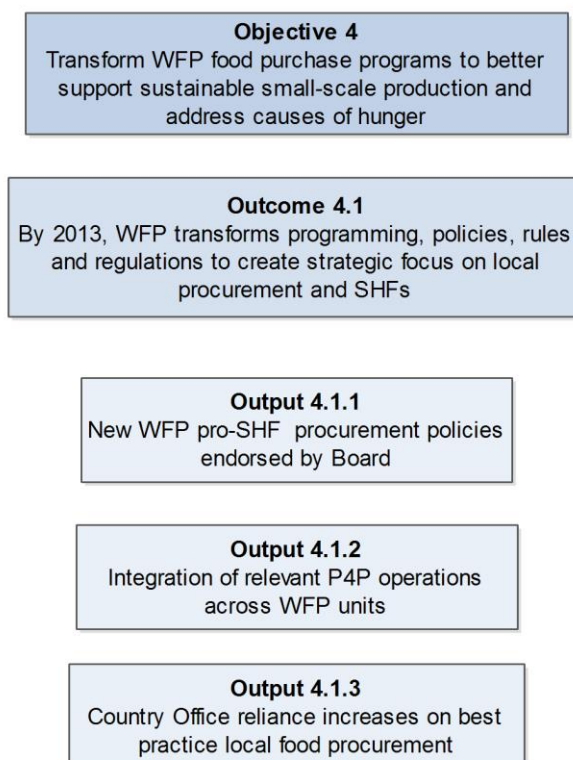 Objective 4
Transform WFP food purchase programs to better
support sustainable small-scale production and
address causes of hunger
Outcome 4.1
By 2013, WFP transforms programming, policies, rules
and regulations to create strategic focus on local
procurement and SHFs
Output 4.1.1
New WFP pro-SHF procurement policies
endorsed by Board
Output 4.1.2
Integration of relevant P4P operations
across WFP units
Output 4.1.3
Country Office reliance increases on best
practice local food procurement